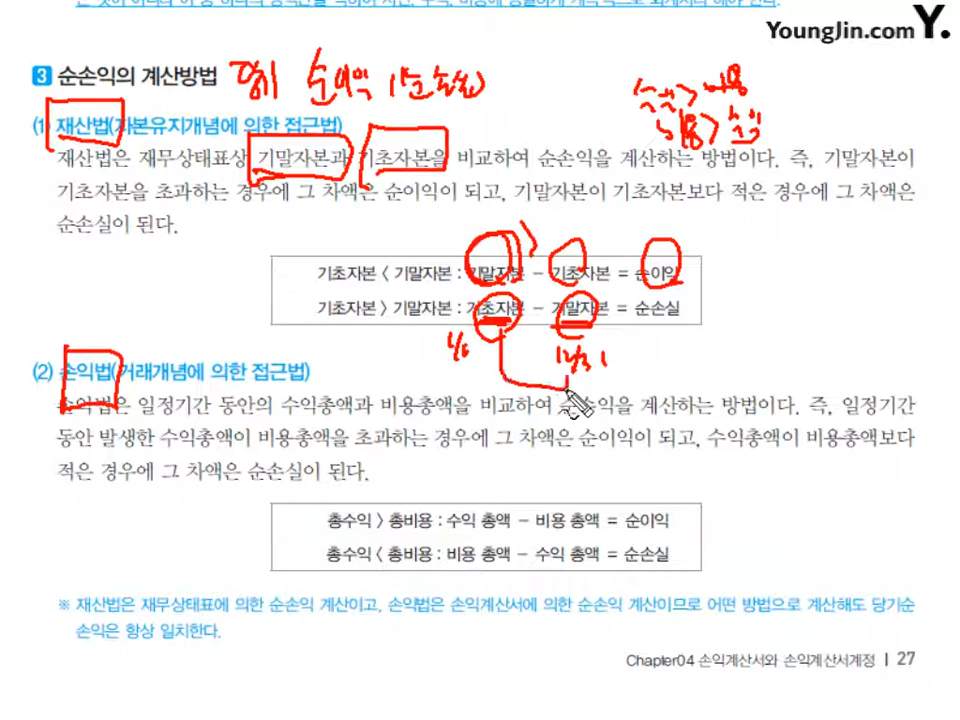 YoungJin.com Y.
3 순손익의 계산방법 당기 순이익 (순손실)
수익 > 비용
비용 > 수익
(1) 재산법(자본유지개념에 의한 접근법)
재산법은 재무상태표상 기말자본과 기초자본을 비교하여 순손익을 계산하는 방법이다. 즉, 기말자본이
기초자본을 초과하는 경우에 그 차액은 순이익이 되고, 기말자본이 기초자본보다 적은 경우에 그 차액은
순손실이 된다.
기초자본 < 기말자본 : 기말자본 - 기초자본 = 순이익
기초자본 > 기말자본 : 기초자본 - 기말자본 = 순손실
1/1 12/31
(2) 손익법(거래개념에 의한 접근법)
손익법은 일정기간 동안의 수익총액과 비용총액을 비교하여 순손익을 계산하는 방법이다. 즉, 일정기간
동안 발생한 수익총액이 비용총액을 초과하는 경우에 그 차액은 순이익이 되고, 수익총액이 비용총액보다
적은 경우에 그 차액은 순손실이 된다.
총수익 > 총비용 : 수익 총액 - 비용 총액 = 순이익
총수익 < 총비용 : 비용 총액 - 수익 총액 = 순손실
※ 재산법은 재무상태표에 의한 순손익 계산이고, 손익법은 손익계산서에 의한 순손익 계산이므로 어떤 방법으로 계산해도 당기순
손익은 항상 일치한다.
Chapter04 손익계산서와 손익계산서계정 | 27